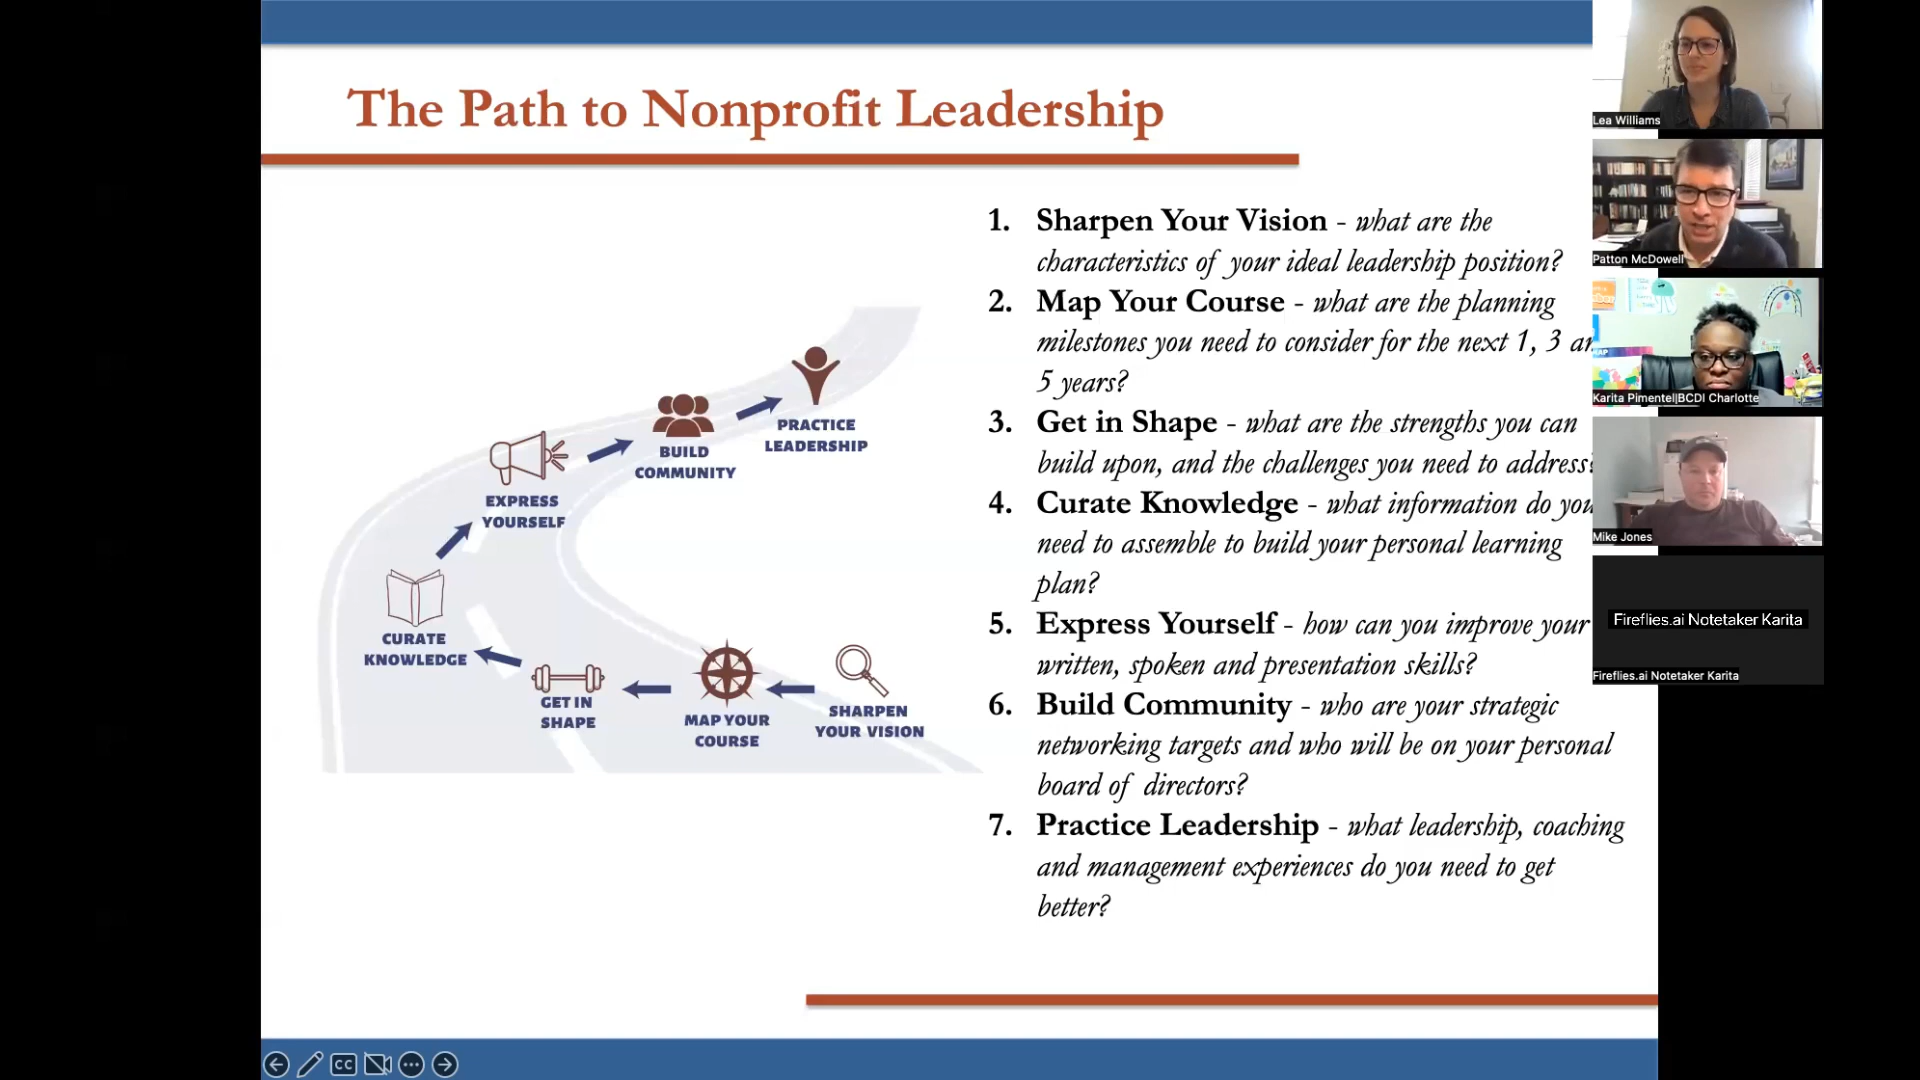 The Path to Nonprofit Leadership
1. Sharpen Your Vision - what are the
characteristics of your ideal leadership position?
2. Map Your Course - what are the planning
milestones you need to consider for the next 1, 3
5 years?
3. Get in Shape - what are the strengths you can
build upon, and the challenges you need to address?
4. Curate Knowledge - what information do you
need to assemble to build your personal learning
plan?
5. Express Yourself - how can you improve your
written, spoken and presentation skills?
6. Build Community - who are your strategic
networking targets and who will be on your personal
board of directors?
7. Practice Leadership - what leadership, coaching
and management experiences do you need to get
better?
PRACTICE
LEADERSHIP
BUILD
COMMUNITY
EXPRESS
YOURSELF
CURATE
KNOWLEDGE
GET IN
SHAPE
MAP YOUR
COURSE
SHARPEN
YOUR VISION
Lea Williams
Patton McDowell
Karita Pimentel|BCDI Charlotte
Mike Jones
Fireflies.ai Notetaker Karita
Fireflies.ai Notetaker Karita
CC